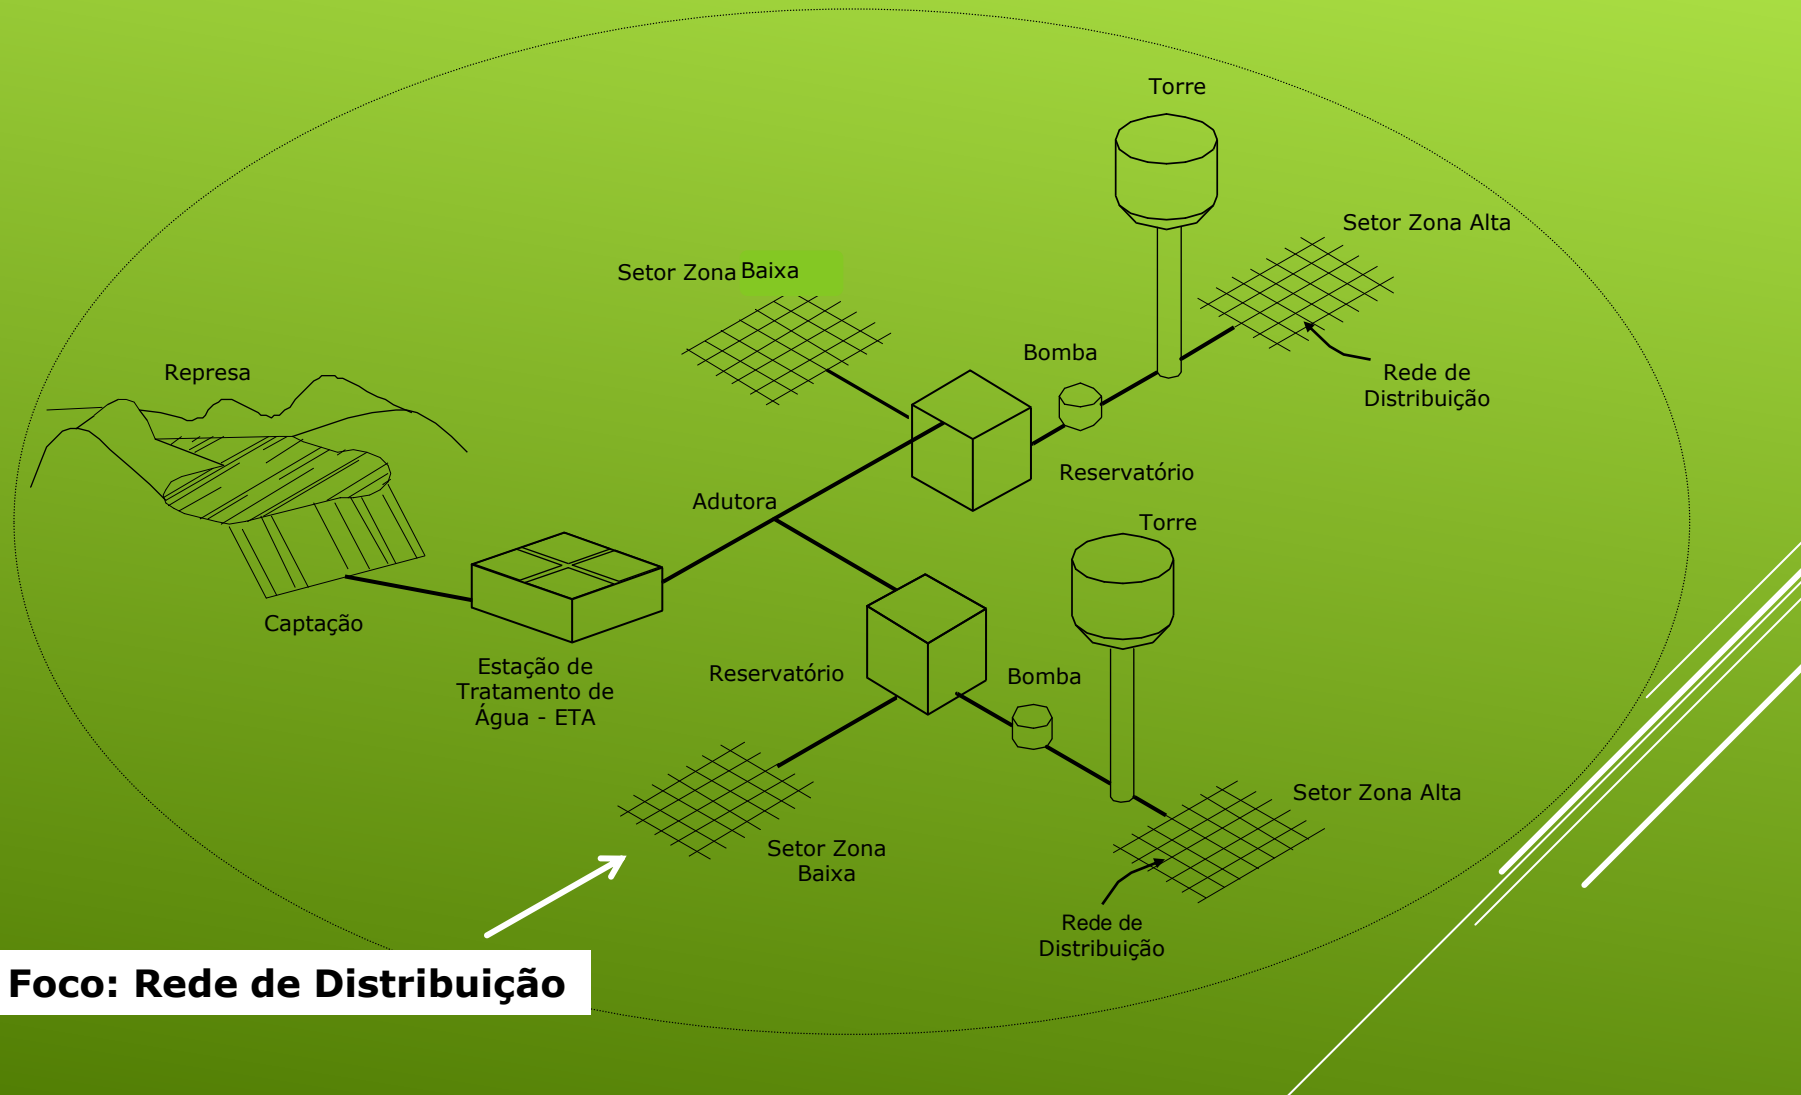 Torre
Setor Zona Alta
Setor Zona Baixa
Bomba
Represa
Rede de
Distribuição
Reservatório
Adutora
Torre
Captação
Estação de
Tratamento de
Água - ETA
Reservatório
Bomba
Setor Zona Alta
Setor Zona
Baixa
Rede de
Distribuição
Foco: Rede de Distribuição